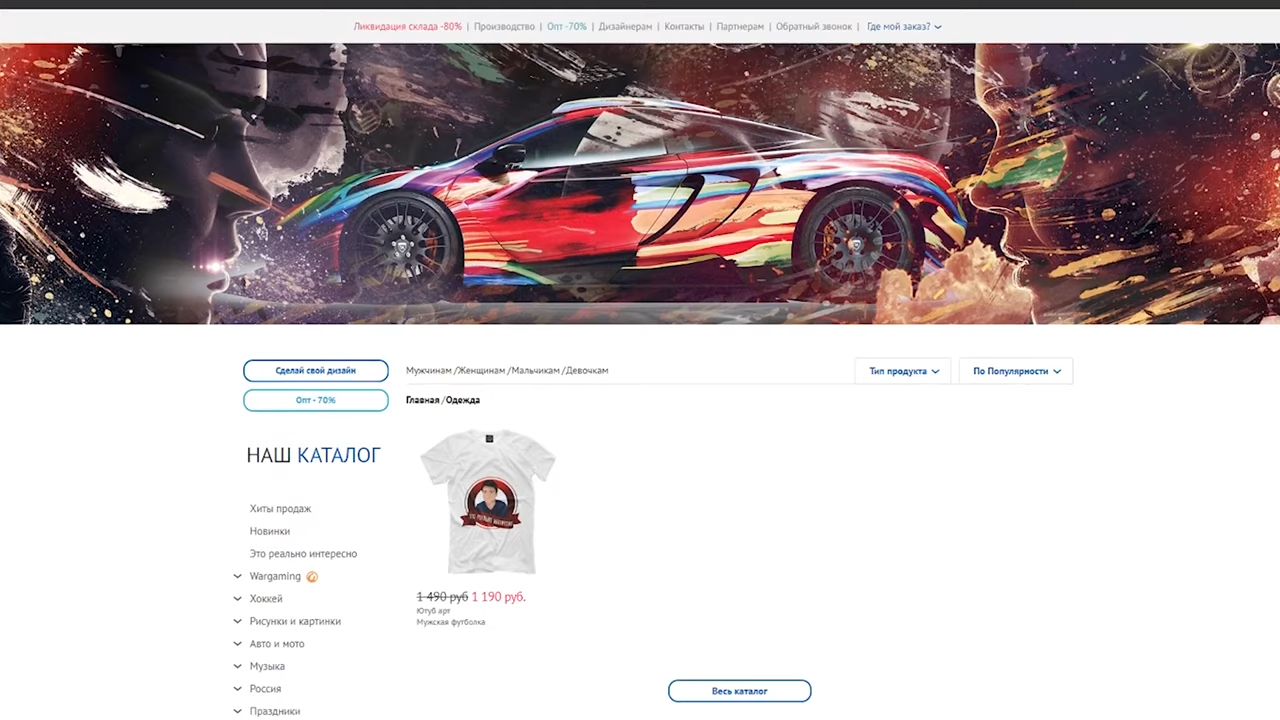 Ликвидация склада -80% | Производство | Опт -70% | Дизайнерам | Контакты | Партнерам | Обратный звонок | Где мой заказ?
Сделай свой дизайн
Мужчинам /Женщинам /Мальчикам /Девочкам
Тип продукта
По Популярности
Опт - 70%
Главная /Одежда
НАШ КАТАЛОГ
Хиты продаж
Новинки
Это реально интересно
Wargaming
Хоккей
Рисунки и картинки
Авто и мото
Музыка
Россия
Праздники
ЭТО РЕАЛЬНО ИНТЕРЕСНО
1 490 руб 1 190 руб.
Ютуб арт
Мужская футболка
Весь каталог